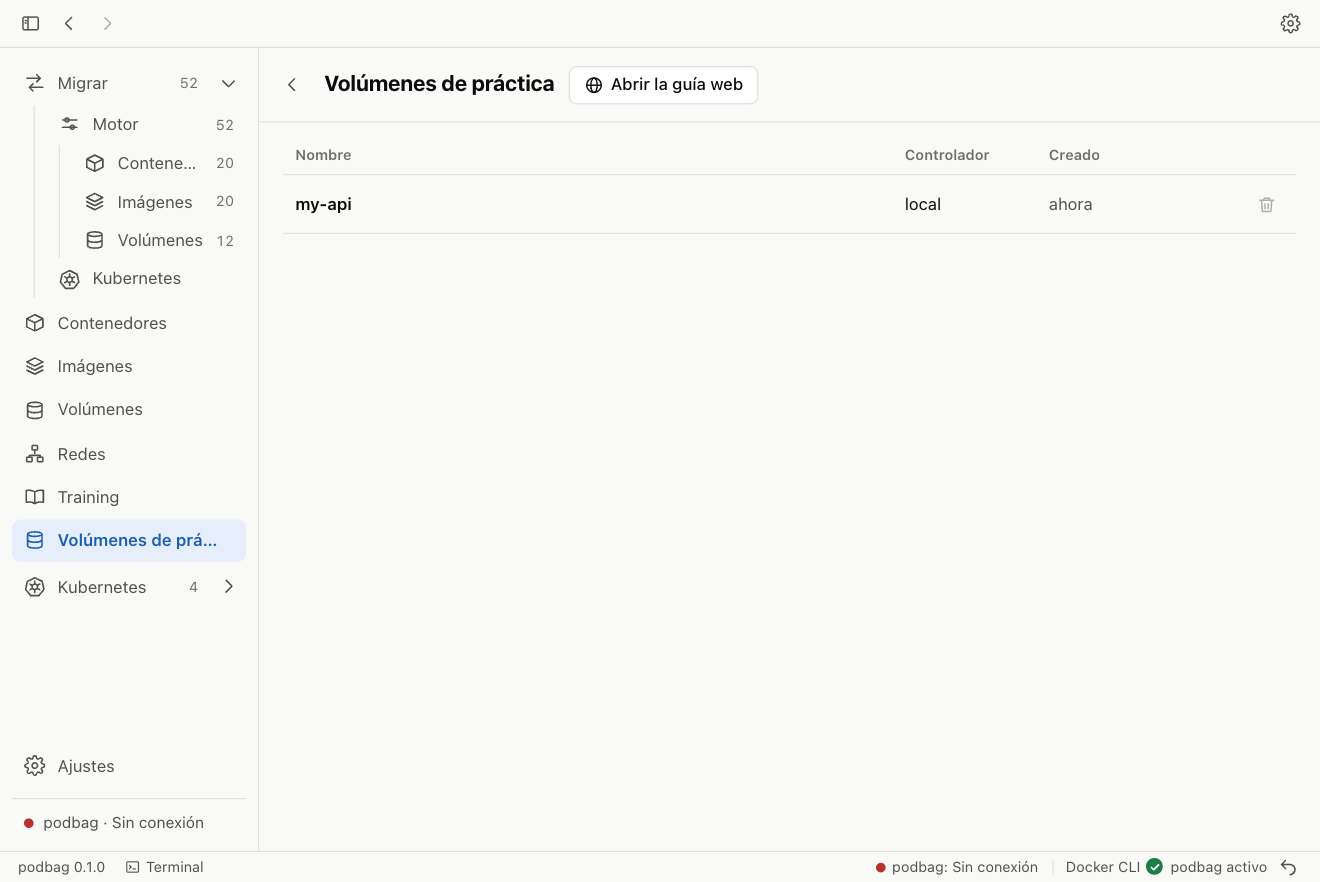 Migrar 52
Motor 52
Contene... 20
Imágenes 20
Volúmenes 12
Kubernetes
Contenedores
Imágenes
Volúmenes
Redes
Training
Volúmenes de prá...
Kubernetes 4
Ajustes
podbag · Sin conexión
Volúmenes de práctica Abrir la guía web
Nombre Controlador Creado
my-api local ahora
podbag 0.1.0 Terminal podbag: Sin conexión Docker CLI podbag activo